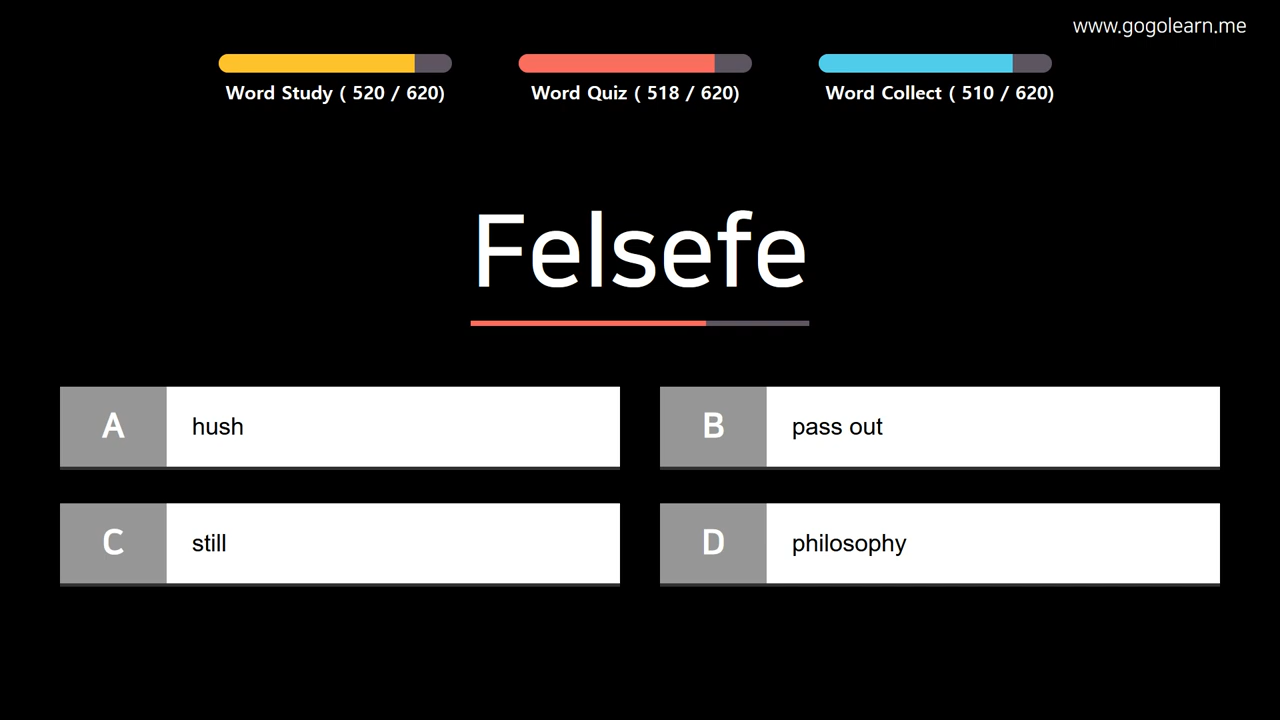 www.gogolearn.me
Word Study ( 520 / 620)
Word Quiz ( 518 / 620)
Word Collect ( 510 / 620)
Felsefe
A hush
B pass out
C still
D philosophy